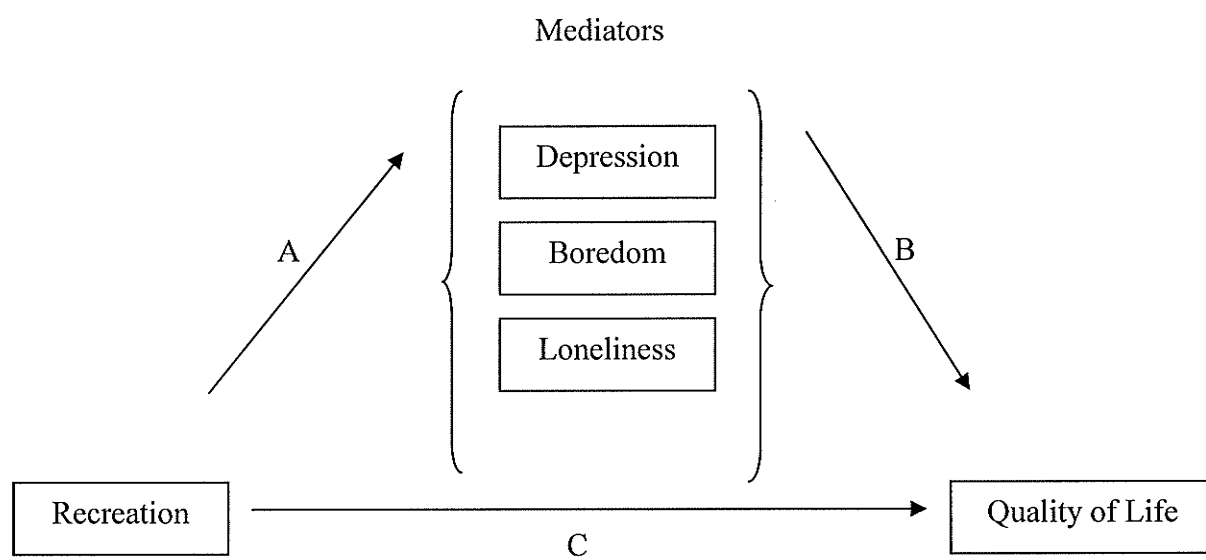 Mediators
Depression
A
Boredom
B
Loneliness
Recreation
Quality of Life
C